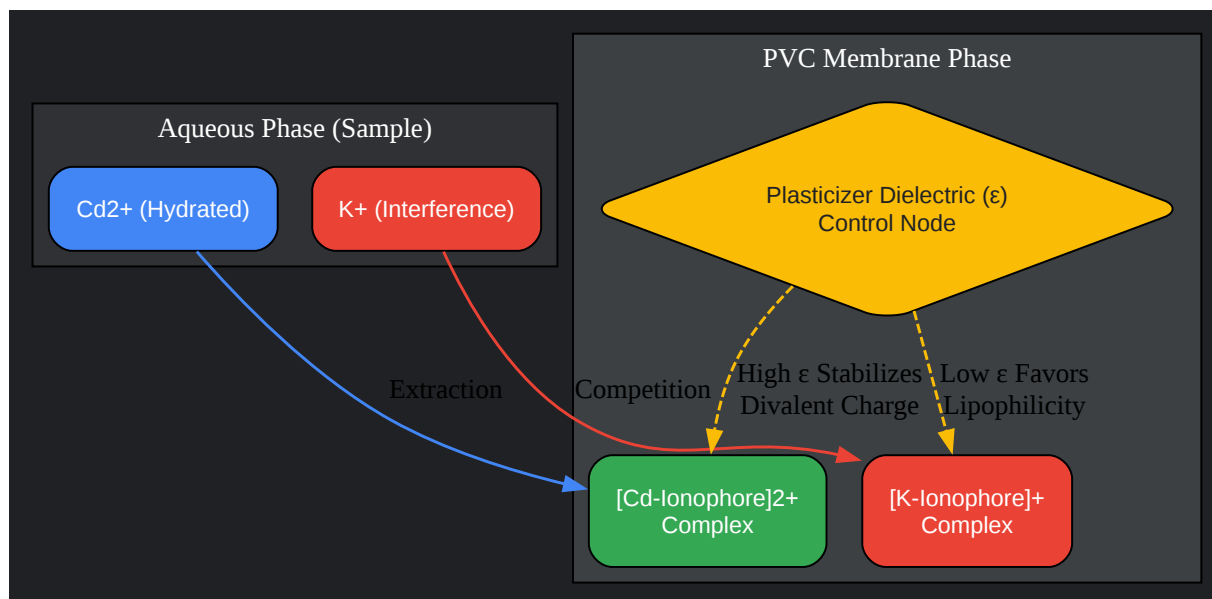 PVC Membrane Phase
Aqueous Phase (Sample)
Cd2+ (Hydrated)
K+ (Interference)
Plasticizer Dielectric (ε)
Control Node
Extraction
Competition
High ε Stabilizes
Divalent Charge
Low ε Favors
Lipophilicity
[Cd-Ionophore]2+
Complex
[K-Ionophore]+
Complex